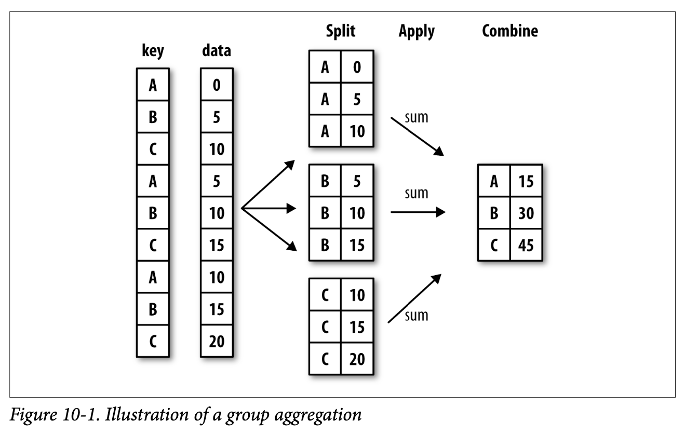 Split Apply Combine
key data
A 0
B 5
C 10
A 5
B 10
C 15
A 10
B 15
C 20
A 0
A 5
A 10
B 5
B 10
B 15
C 10
C 15
C 20
sum
sum
sum
A 15
B 30
C 45
Figure 10-1. Illustration of a group aggregation